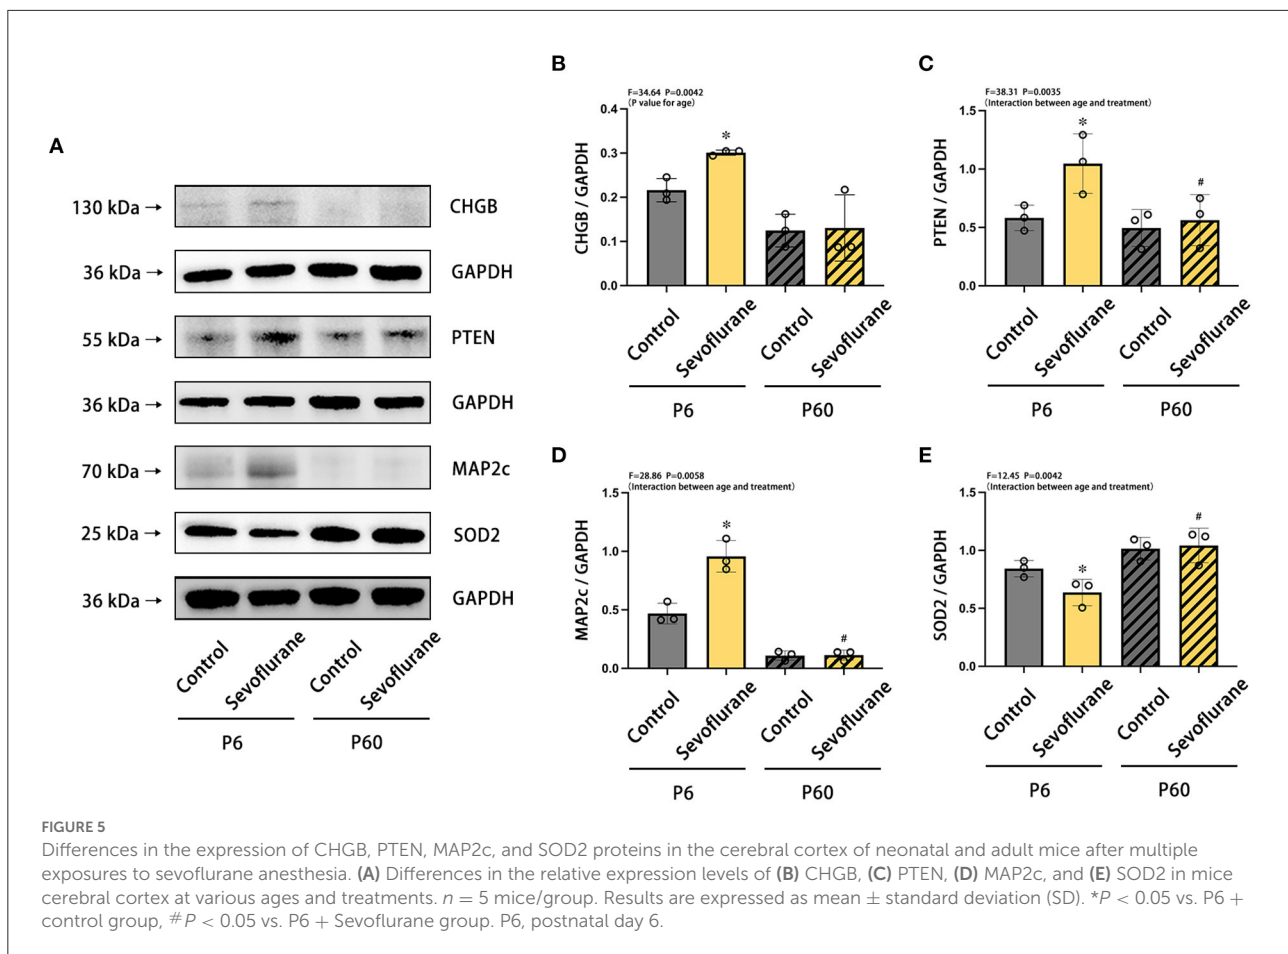 A
130 kDa → CHGB
36 kDa → GAPDH
55 kDa → PTEN
36 kDa → GAPDH
70 kDa → MAP2c
25 kDa → SOD2
36 kDa → GAPDH
Control
Sevoflurane
Control
Sevoflurane
P6
P60
B
F=34.64 P=0.0042
(P value for age)
CHGB / GAPDH
0.4
0.3
0.2
0.1
0.0
*
Control
Sevoflurane
Control
Sevoflurane
P6
P60
C
F=38.31 P=0.0035
(Interaction between age and treatment)
PTEN / GAPDH
1.5
1.0
0.5
0.0
*
#
Control
Sevoflurane
Control
Sevoflurane
P6
P60
D
F=28.86 P=0.0058
(Interaction between age and treatment)
MAP2c / GAPDH
1.5
1.0
0.5
0.0
*
#
Control
Sevoflurane
Control
Sevoflurane
P6
P60
E
F=12.45 P=0.0042
(Interaction between age and treatment)
SOD2 / GAPDH
1.5
1.0
0.5
0.0
*
#
Control
Sevoflurane
Control
Sevoflurane
P6
P60
FIGURE 5
Differences in the expression of CHGB, PTEN, MAP2c, and SOD2 proteins in the cerebral cortex of neonatal and adult mice after multiple
exposures to sevoflurane anesthesia. (A) Differences in the relative expression levels of (B) CHGB, (C) PTEN, (D) MAP2c, and (E) SOD2 in mice
cerebral cortex at various ages and treatments. n = 5 mice/group. Results are expressed as mean ± standard deviation (SD). *P < 0.05 vs. P6 +
control group, #P < 0.05 vs. P6 + Sevoflurane group. P6, postnatal day 6.